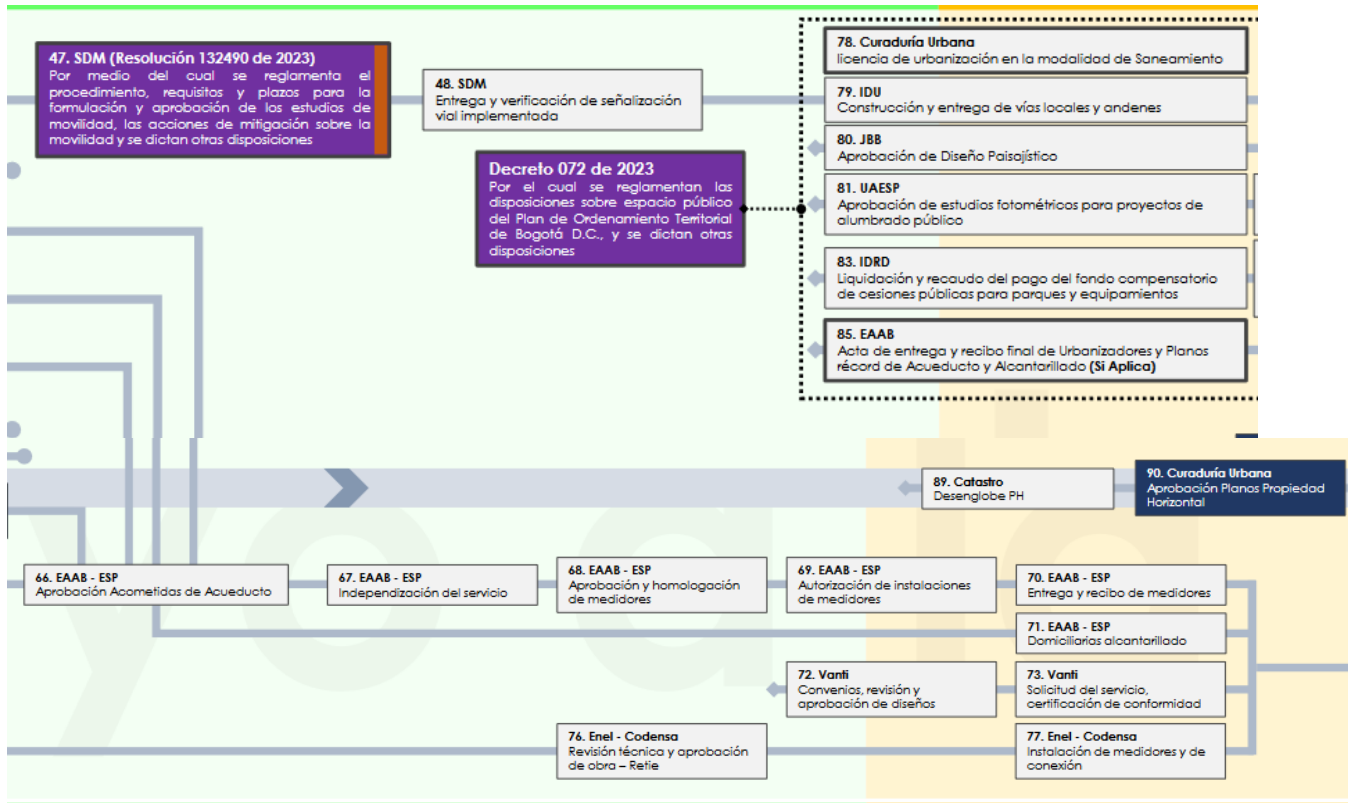 47. SDM (Resolución 132490 de 2023)
Por medio del cual se reglamenta el
procedimiento, requisitos y plazos para la
formulación y aprobación de los estudios de
movilidad, las acciones de mitigación sobre la
movilidad y se dictan otras disposiciones
48. SDM
Entrega y verificación de señalización
vial implementada
Decreto 072 de 2023
Por el cual se reglamentan las
disposiciones sobre espacio público
del Plan de Ordenamiento Territorial
de Bogotá D.C., y se dictan otras
disposiciones
78. Curaduría Urbana
licencia de urbanización en la modalidad de Saneamiento
79. IDU
Construcción y entrega de vías locales y andenes
80. JBB
Aprobación de Diseño Paisajístico
81. UAESP
Aprobación de estudios fotométricos para proyectos de
alumbrado público
83. IDRD
Liquidación y recaudo del pago del fondo compensatorio
de cesiones públicas para parques y equipamientos
85. EAAB
Acta de entrega y recibo final de Urbanizadores y Planos
récord de Acueducto y Alcantarillado (Si Aplica)
89. Catastro
Desenglobe PH
90. Curaduría Urbana
Aprobación Planos Propiedad
Horizontal
66. EAAB - ESP
Aprobación Acometidas de Acueducto
67. EAAB - ESP
Independización del servicio
68. EAAB - ESP
Aprobación y homologación
de medidores
69. EAAB - ESP
Autorización de instalaciones
de medidores
70. EAAB - ESP
Entrega y recibo de medidores
71. EAAB - ESP
Domiciliarias alcantarillado
72. Vanti
Convenios, revisión y
aprobación de diseños
73. Vanti
Solicitud del servicio,
certificación de conformidad
76. Enel - Codensa
Revisión técnica y aprobación
de obra – Retie
77. Enel - Codensa
Instalación de medidores y de
conexión